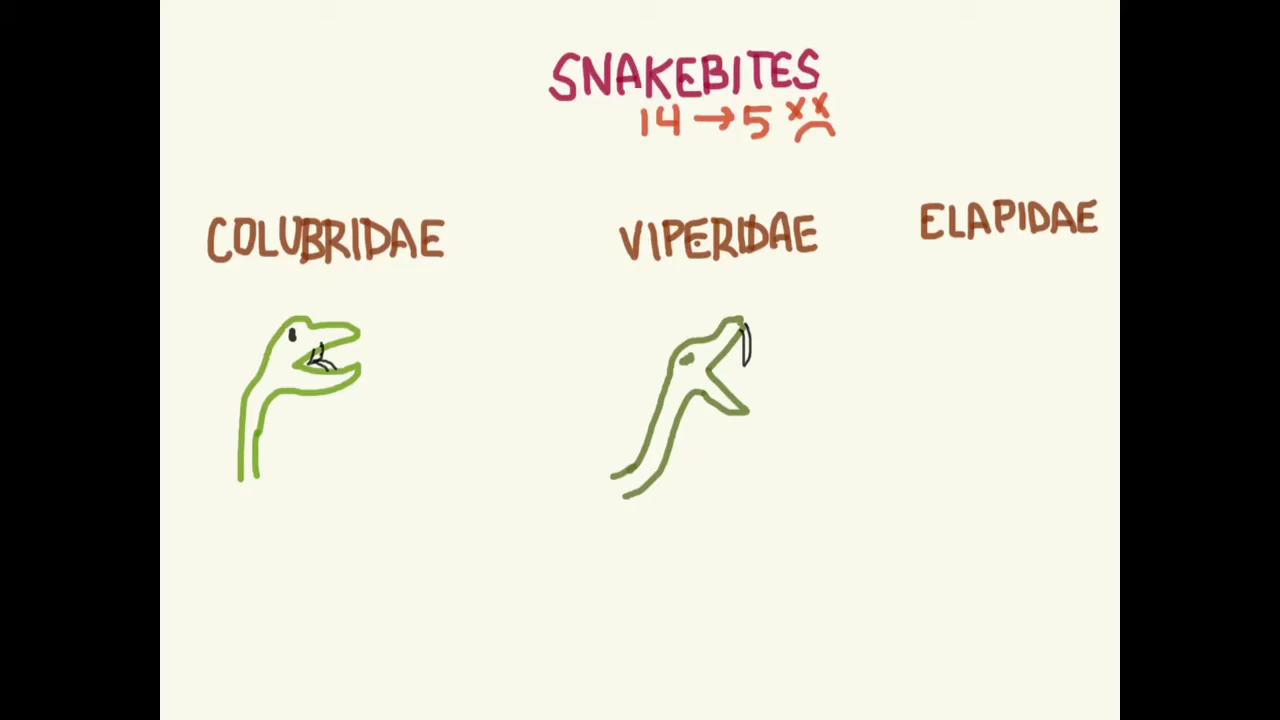 SNAKEBITES
14 → 5
COLUBRIDAE
VIPERIDAE
ELAPIDAE